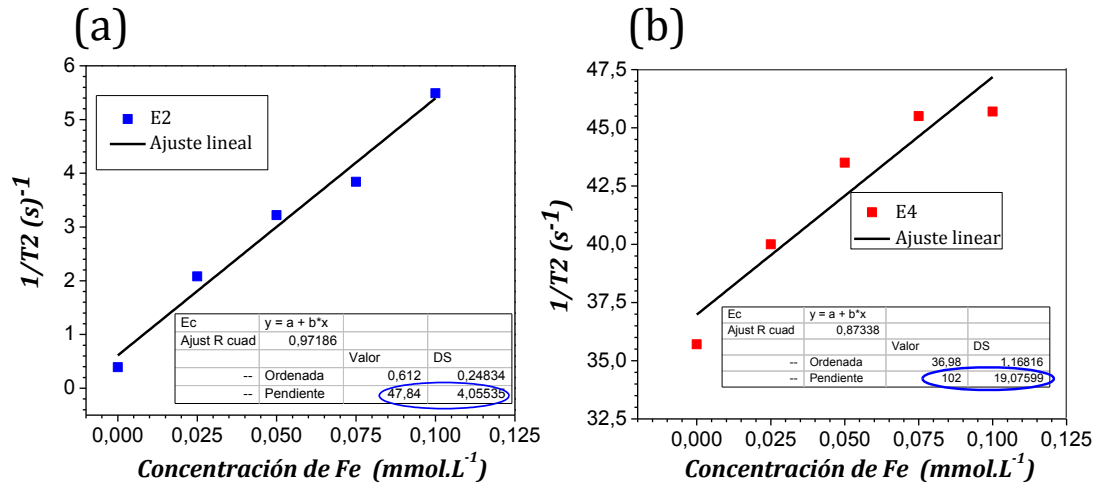 (a)
6
5
4
3
2
1
0
1/T2 (s)⁻¹
E2
Ajuste lineal
Ec y = a + b*x
Ajust R cuad 0,97186
Valor DS
-- Ordenada 0,612 0,24834
-- Pendiente 47,84 4,05535
0,000 0,025 0,050 0,075 0,100 0,125
Concentración de Fe (mmol.L⁻¹)
(b)
47,5
45,0
42,5
40,0
37,5
35,0
32,5
1/T2 (s⁻¹)
E4
Ajuste linear
Ec y = a + b*x
Ajust R cuad 0,87338
Valor DS
-- Ordenada 36,98 1,16816
-- Pendiente 102 19,07599
0,000 0,025 0,050 0,075 0,100 0,125
Concentración de Fe (mmol.L⁻¹)